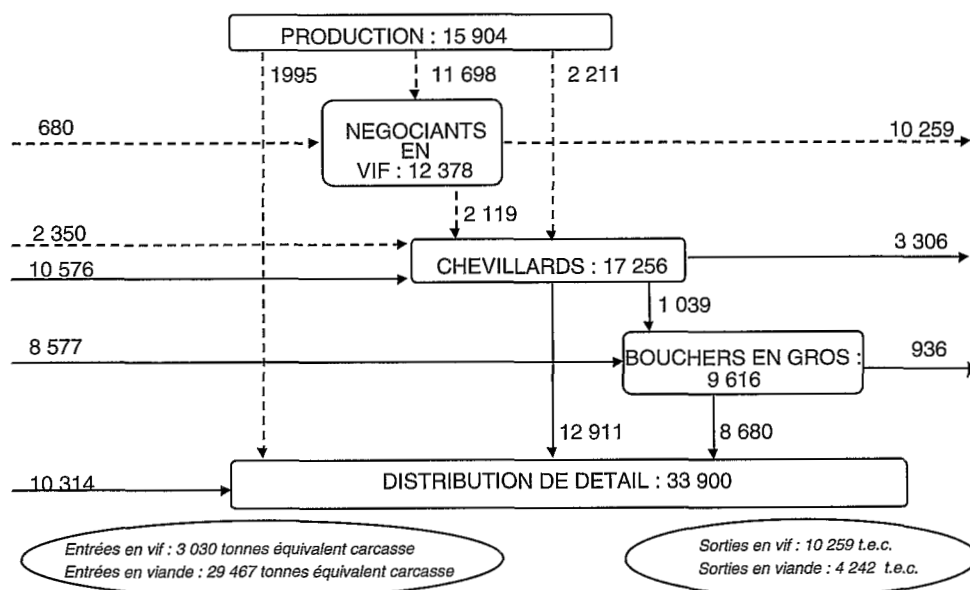 PRODUCTION : 15 904
1995
11 698
2 211
680
NEGOCIANTS
EN
VIF : 12 378
10 259
2 119
2 350
3 306
10 576
CHEVILLARDS : 17 256
1 039
8 577
BOUCHERS EN GROS :
9 616
936
12 911
8 680
10 314
DISTRIBUTION DE DETAIL : 33 900
Entrées en vif : 3 030 tonnes équivalent carcasse
Entrées en viande : 29 467 tonnes équivalent carcasse
Sorties en vif : 10 259 t.e.c.
Sorties en viande : 4 242 t.e.c.